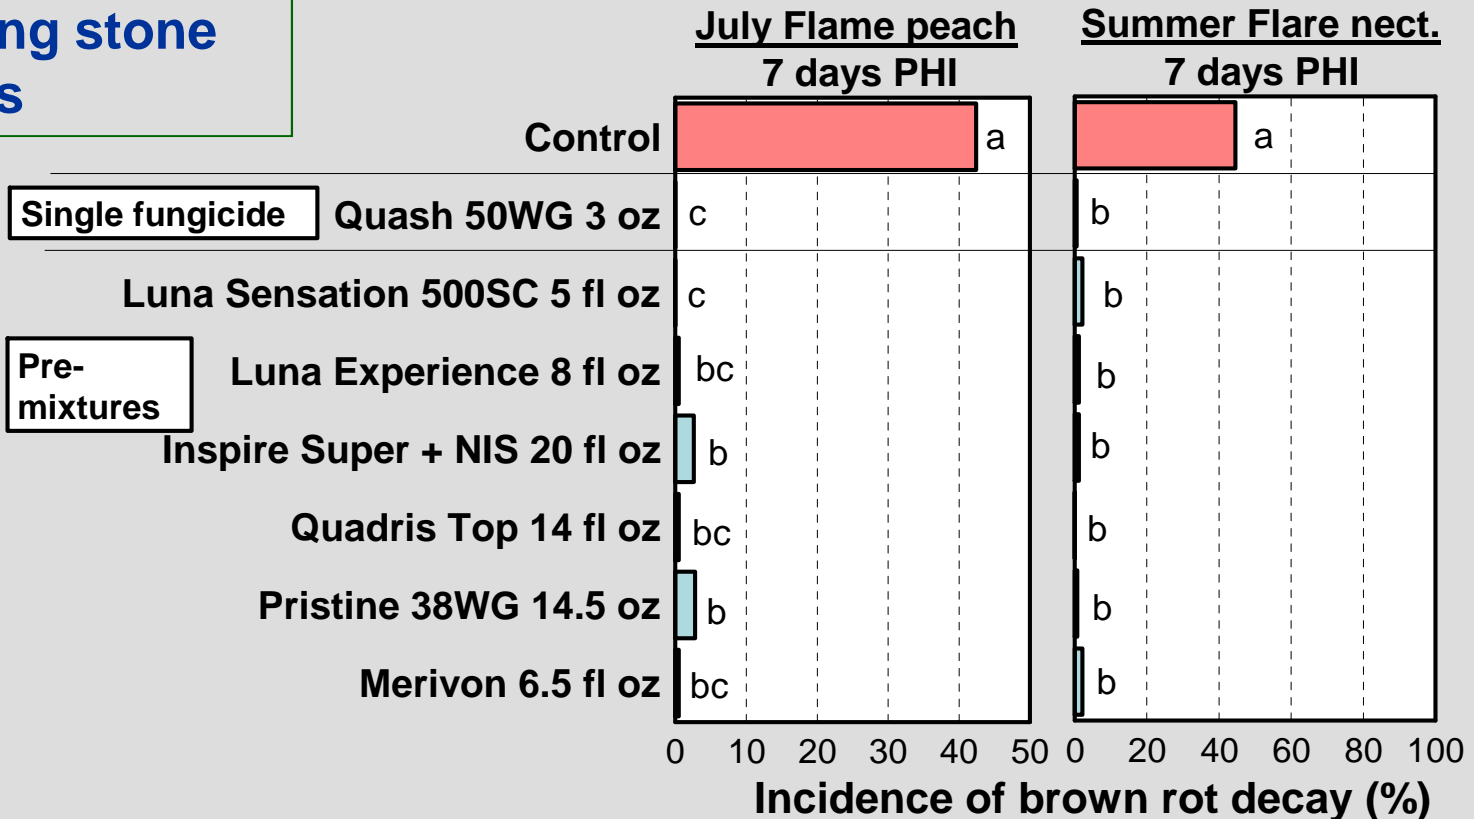 ng stone
s
July Flame peach
7 days PHI
Summer Flare nect.
7 days PHI
Control
a
a
Single fungicide
Quash 50WG 3 oz
c
b
Luna Sensation 500SC 5 fl oz
c
b
Pre-
mixtures
Luna Experience 8 fl oz
bc
b
Inspire Super + NIS 20 fl oz
b
b
Quadris Top 14 fl oz
bc
b
Pristine 38WG 14.5 oz
b
b
Merivon 6.5 fl oz
bc
b
0 10 20 30 40 50
0 20 40 60 80 100
Incidence of brown rot decay (%)